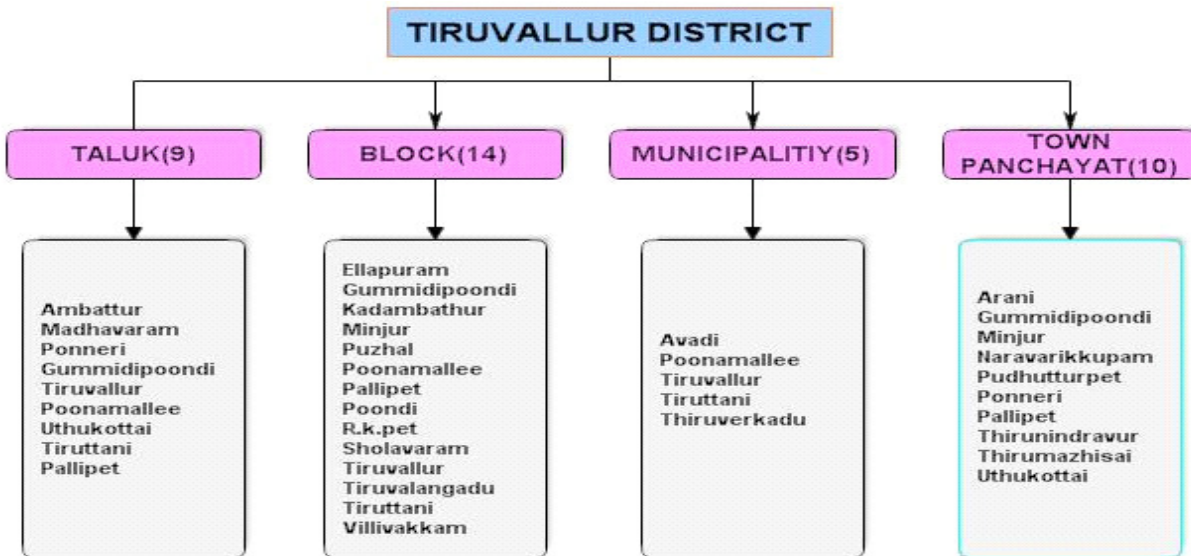 TIRUVALLUR DISTRICT
TALUK(9)
BLOCK(14)
MUNICIPALITIY(5)
TOWN
PANCHAYAT(10)
Ambattur
Madhavaram
Ponneri
Gummidipoondi
Tiruvallur
Poonamallee
Uthukottai
Tiruttani
Pallipet
Ellapuram
Gummidipoondi
Kadambathur
Minjur
Puzhal
Poonamallee
Pallipet
Poondi
R.k.pet
Sholavaram
Tiruvallur
Tiruvalangadu
Tiruttani
Villivakkam
Avadi
Poonamallee
Tiruvallur
Tiruttani
Thiruverkadu
Arani
Gummidipoondi
Minjur
Naravarikkupam
Pudhutturpet
Ponneri
Pallipet
Thirunindravur
Thirumazhisai
Uthukottai